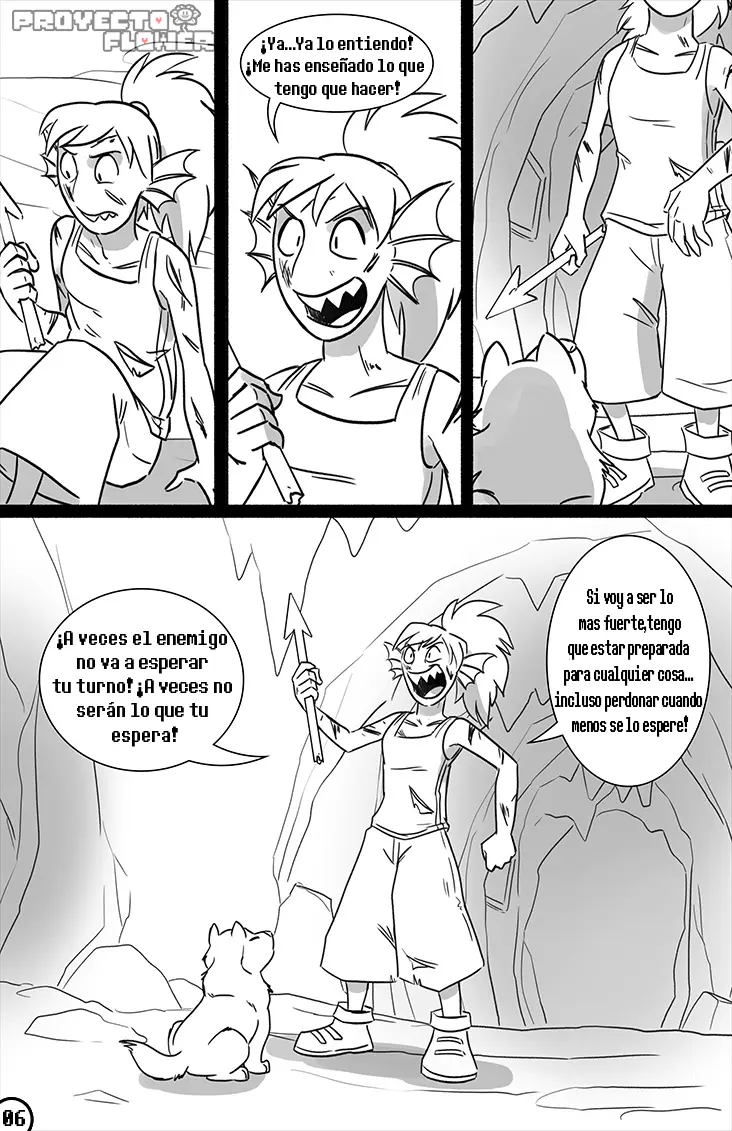 PROYECTO
FLOWER
¡Ya...Ya lo entiendo!
¡Me has enseñado lo que
tengo que hacer!
¡A veces el enemigo
no va a esperar
tu turno! ¡A veces no
serán lo que tu
espera!
Si voy a ser lo
mas fuerte,tengo
que estar preparada
para cualquier cosa...
incluso perdonar cuando
menos se lo espere!
06